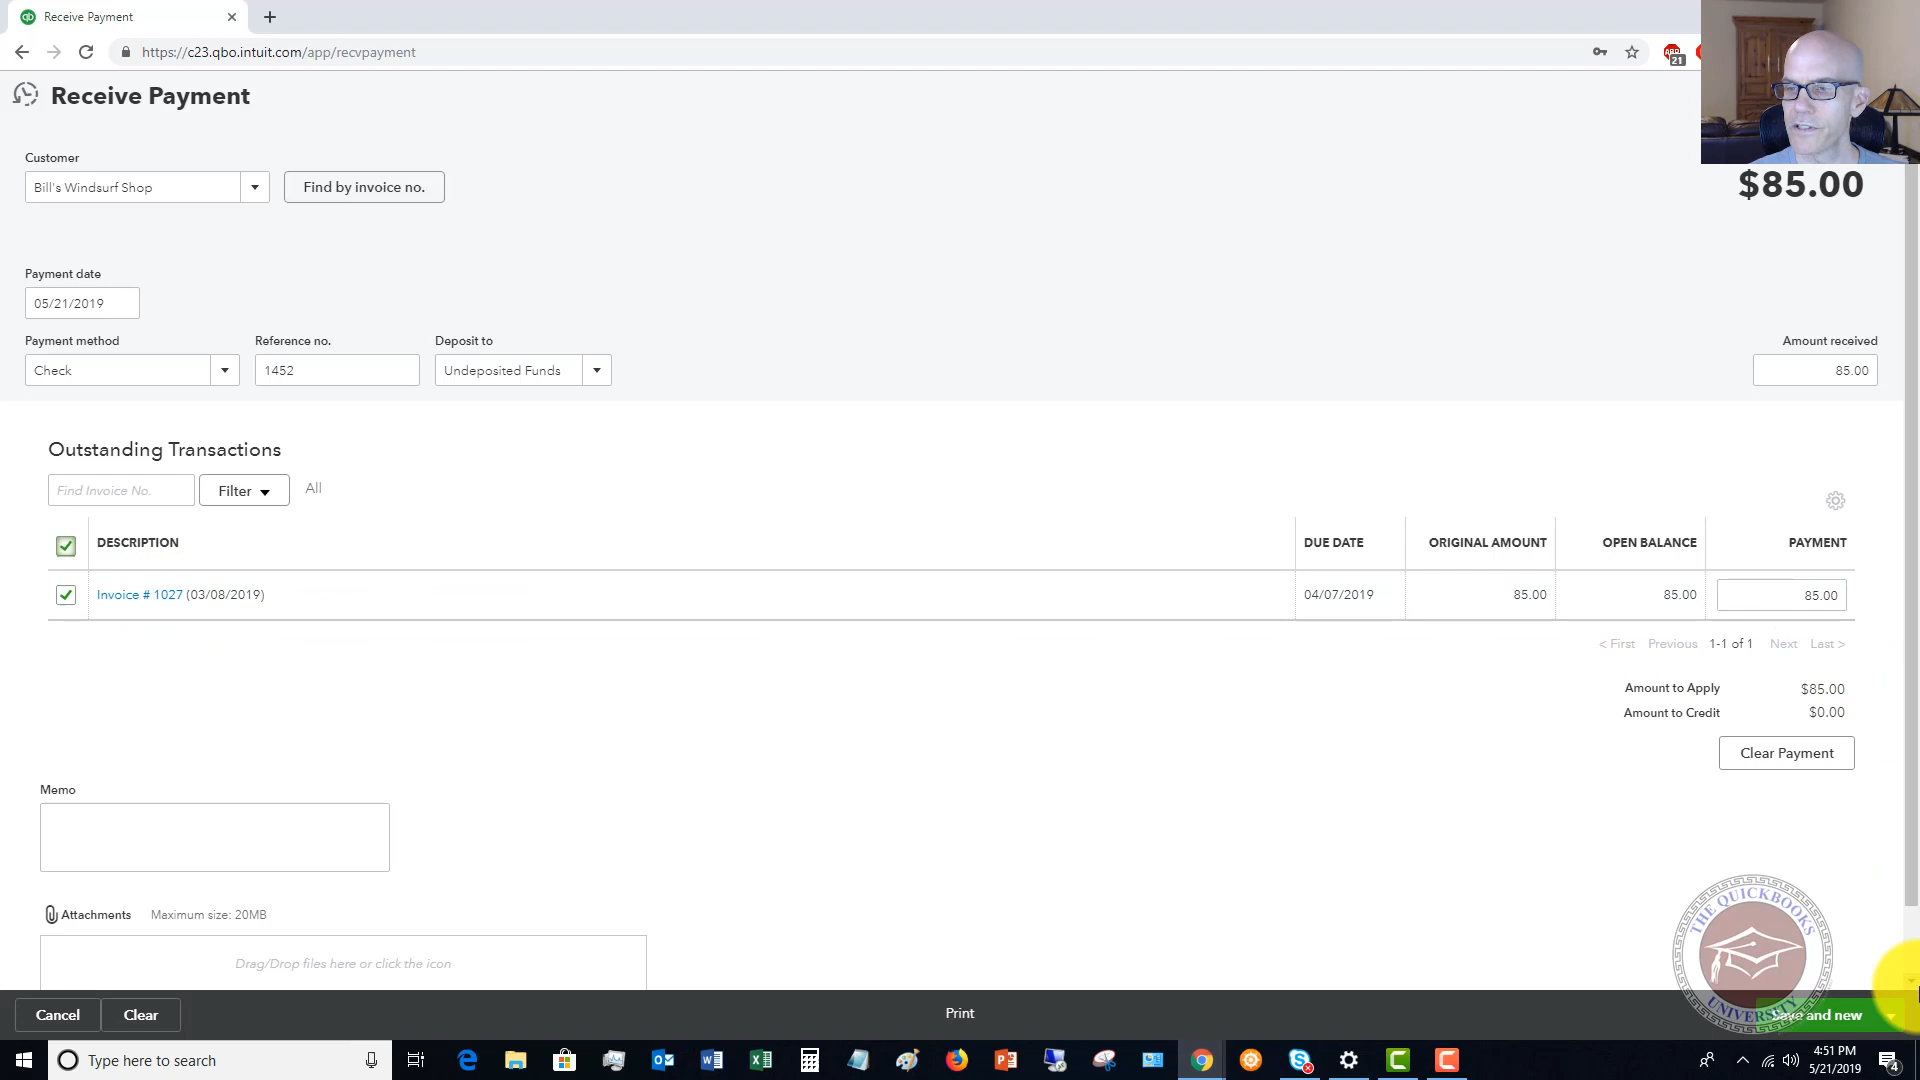 Receive Payment
https://c23.qbo.intuit.com/app/recvpayment
21
Receive Payment
Customer
Bill's Windsurf Shop
Find by invoice no.
$85.00
Payment date
05/21/2019
Payment method
Reference no.
Deposit to
Amount received
Check
1452
Undeposited Funds
85.00
Outstanding Transactions
Find Invoice No.
Filter
All
DESCRIPTION
DUE DATE
ORIGINAL AMOUNT
OPEN BALANCE
PAYMENT
Invoice # 1027 (03/08/2019)
04/07/2019
85.00
85.00
85.00
< First
Previous
1-1 of 1
Next
Last >
Amount to Apply
$85.00
Amount to Credit
$0.00
Clear Payment
Memo
Attachments
Maximum size: 20MB
Drag/Drop files here or click the icon
THE QUICKBOOKS
UNIVERSITY
Cancel
Clear
Print
Save and new
Type here to search
4:51 PM
5/21/2019
4